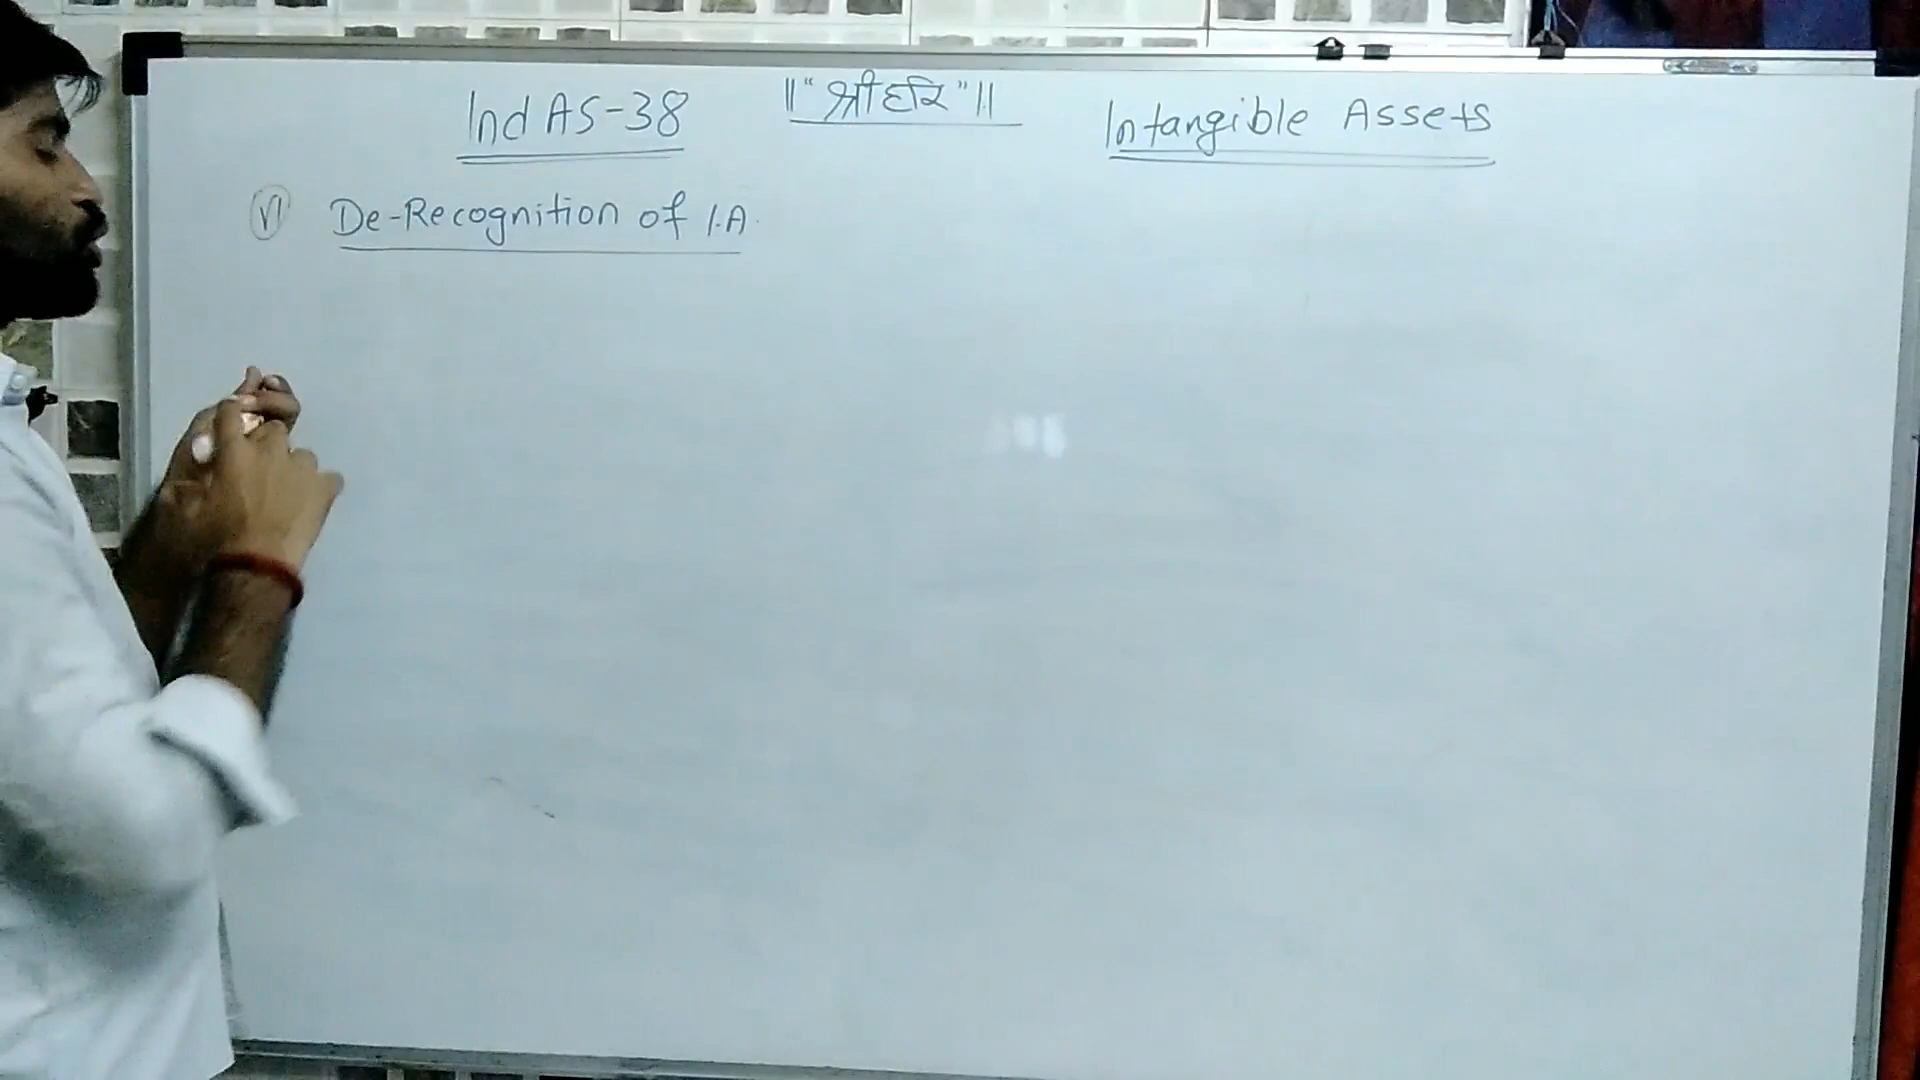 Ind AS-38 ॥“श्रीहरि”॥ Intangible Assets
VI De-Recognition of I.A.